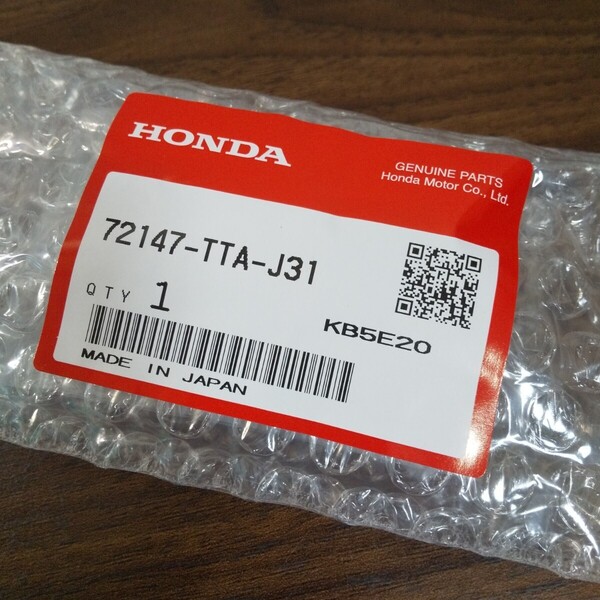 HONDA
GENUINE PARTS
Honda Motor Co., Ltd.
72147-TTA-J31
QTY 1
KB5E20
MADE IN JAPAN